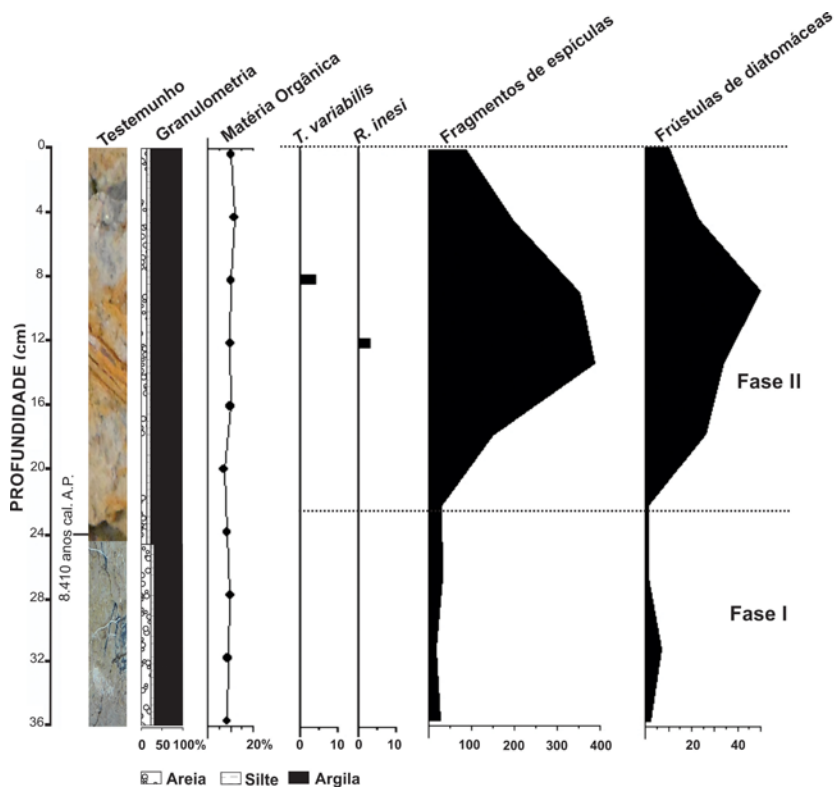 Testemunho
Granulometria
Matéria Orgânica
T. variabilis
R. inesi
Fragmentos de espículas
Frústulas de diatomáceas
PROFUNDIDADE (cm)
0
4
8
12
16
20
24
28
32
36
8.410 anos cal. A.P.
Fase II
Fase I
0 50 100%
20%
0 10
0 10
100 200 300 400
0 20 40
Areia Silte Argila